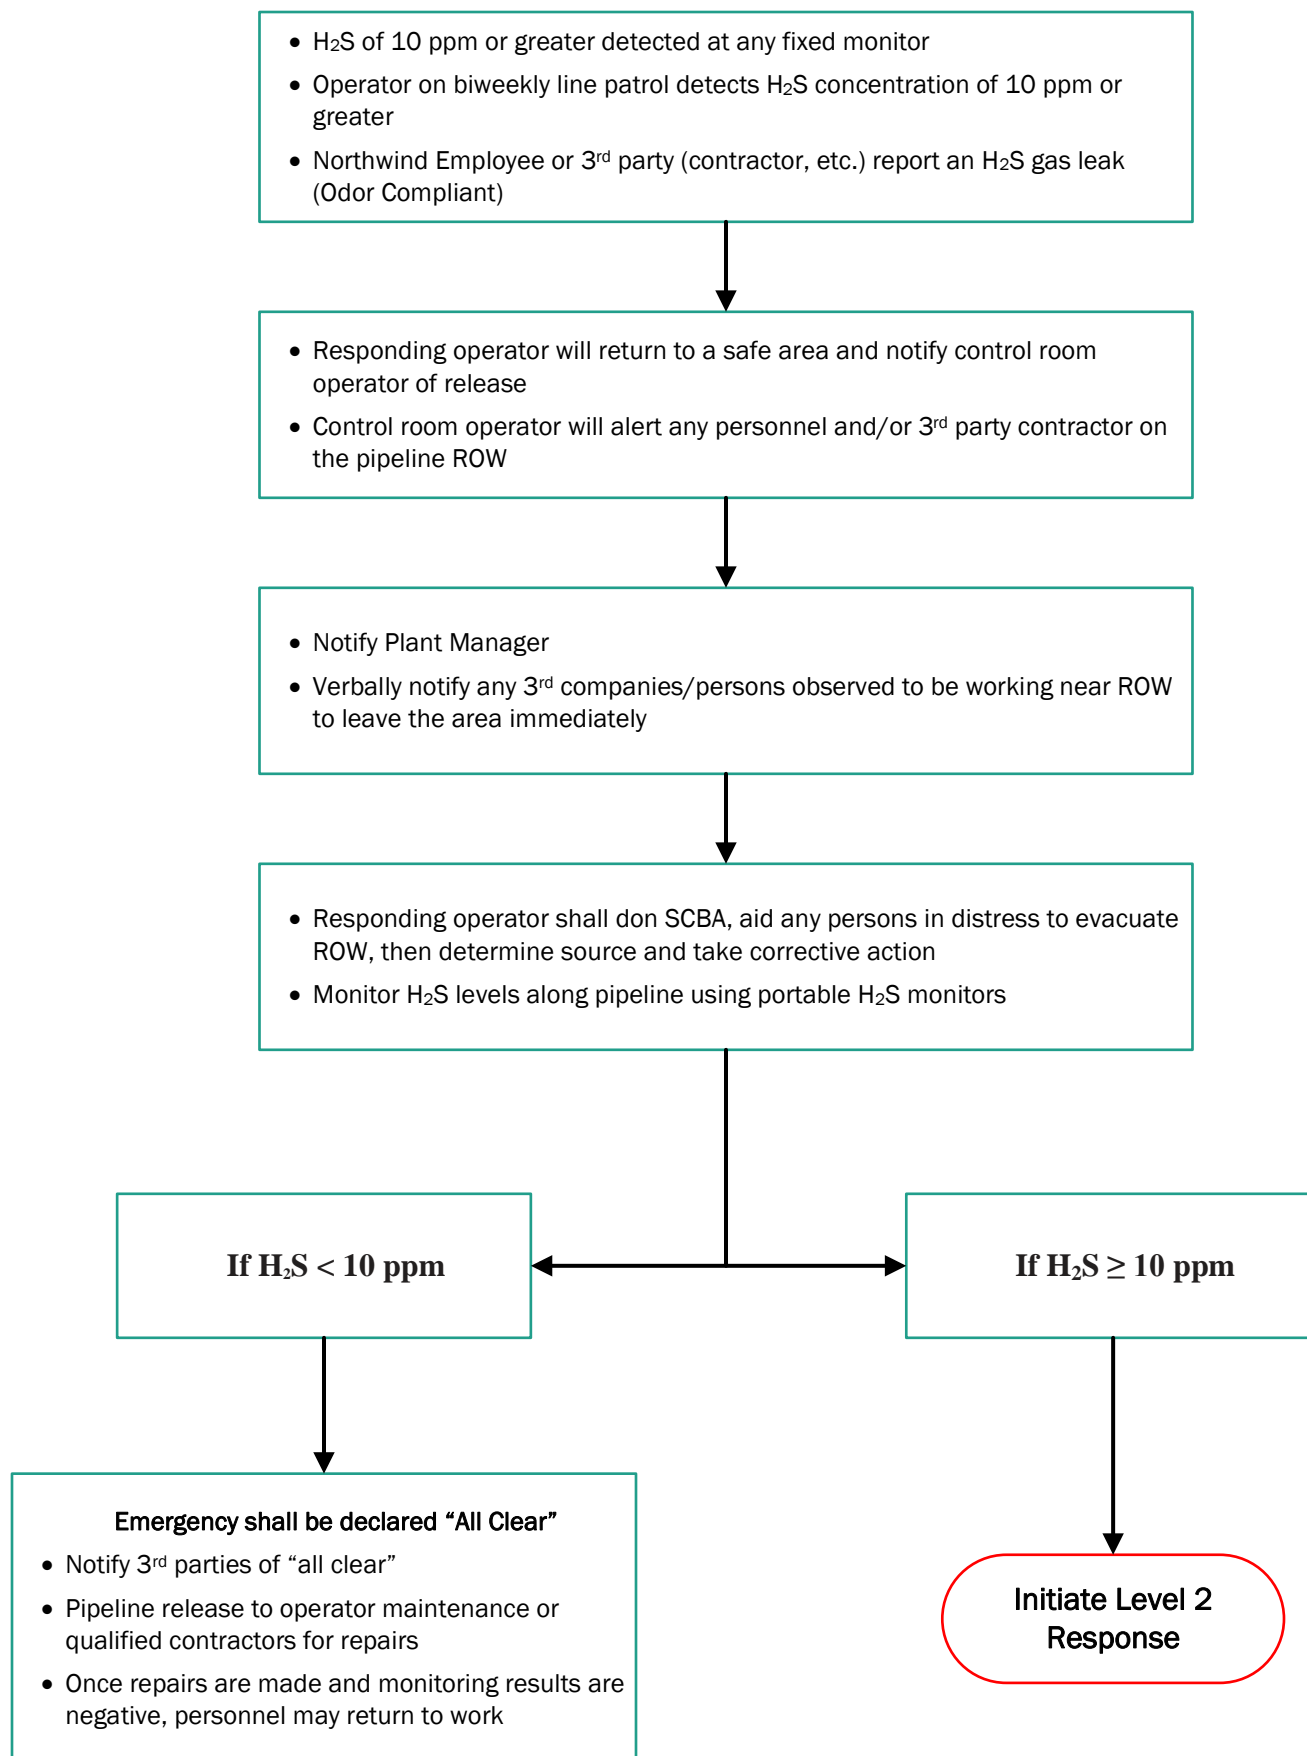 • H₂S of 10 ppm or greater detected at any fixed monitor
• Operator on biweekly line patrol detects H₂S concentration of 10 ppm or
greater
• Northwind Employee or 3rd party (contractor, etc.) report an H₂S gas leak
(Odor Compliant)
• Responding operator will return to a safe area and notify control room
operator of release
• Control room operator will alert any personnel and/or 3rd party contractor on
the pipeline ROW
• Notify Plant Manager
• Verbally notify any 3rd companies/persons observed to be working near ROW
to leave the area immediately
• Responding operator shall don SCBA, aid any persons in distress to evacuate
ROW, then determine source and take corrective action
• Monitor H₂S levels along pipeline using portable H₂S monitors
If H₂S < 10 ppm
If H₂S ≥ 10 ppm
Emergency shall be declared “All Clear”
• Notify 3rd parties of “all clear”
• Pipeline release to operator maintenance or
qualified contractors for repairs
• Once repairs are made and monitoring results are
negative, personnel may return to work
Initiate Level 2
Response